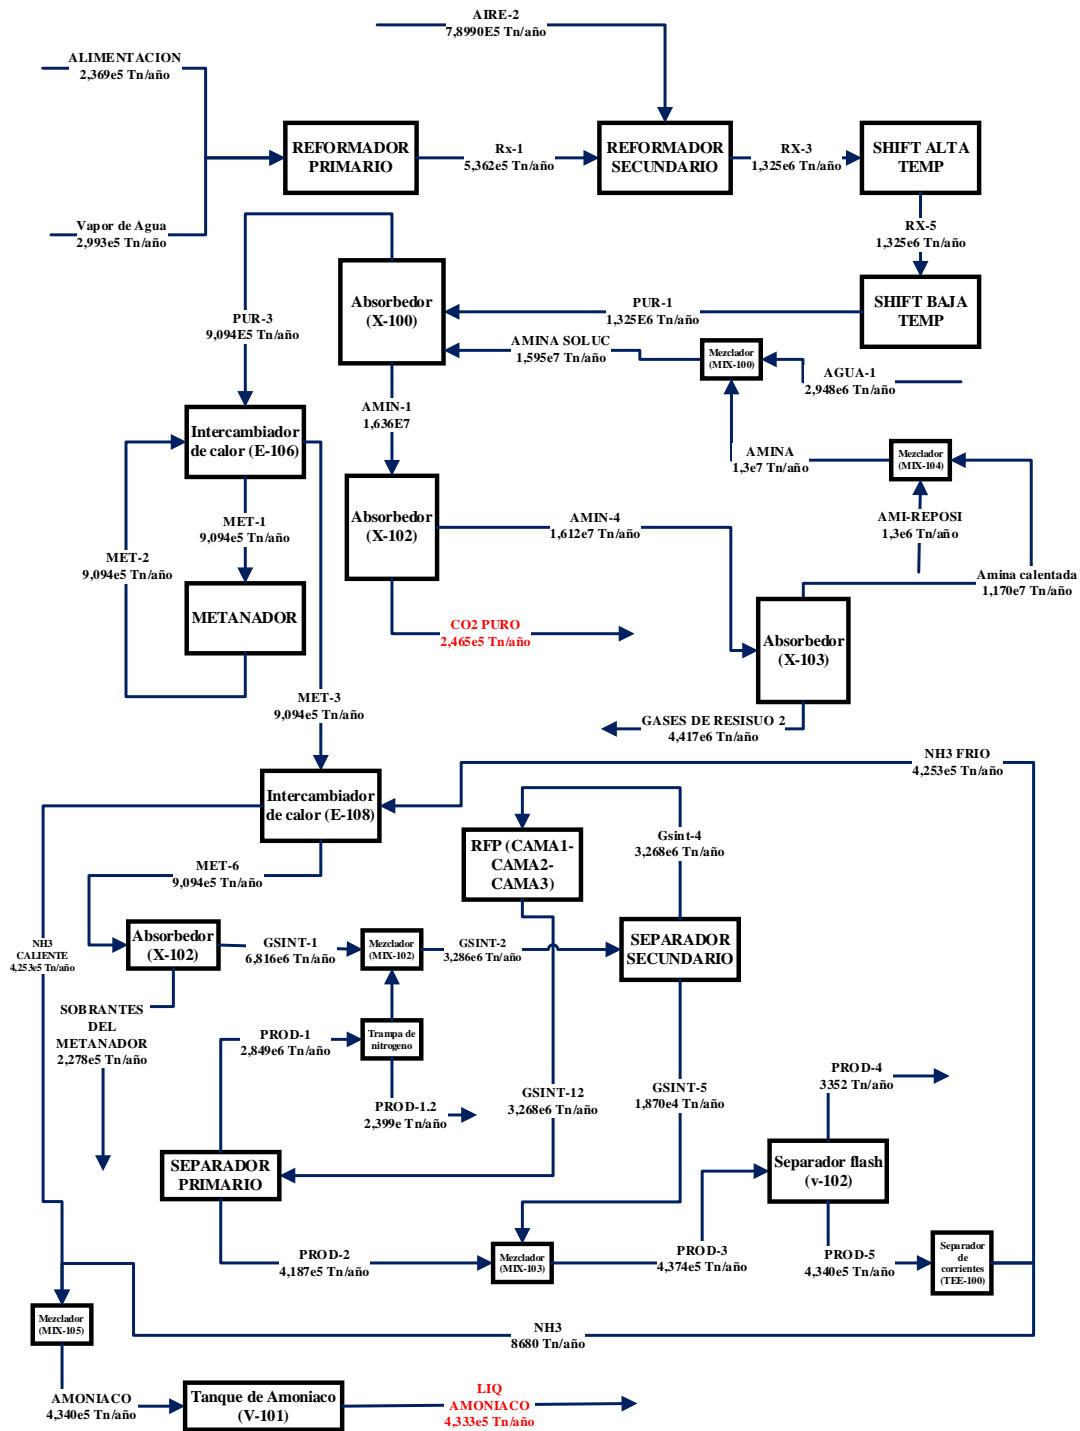 AIRE-2
7,8990E5 Tn/año
ALIMENTACION
2,369e5 Tn/año
REFORMADOR
PRIMARIO
Rx-1
5,362e5 Tn/año
REFORMADOR
SECUNDARIO
RX-3
1,325e6 Tn/año
SHIFT ALTA
TEMP
Vapor de Agua
2,993e5 Tn/año
RX-5
1,325e6 Tn/año
Absorbedor
(X-100)
PUR-1
1,325E6 Tn/año
SHIFT BAJA
TEMP
PUR-3
9,094E5 Tn/año
AMINA SOLUC
1,595e7 Tn/año
Mezclador
(MIX-100)
AGUA-1
2,948e6 Tn/año
AMIN-1
1,636E7
Intercambiador
de calor (E-106)
AMINA
1,3e7 Tn/año
Mezclador
(MIX-104)
Absorbedor
(X-102)
AMIN-4
1,612e7 Tn/año
AMI-REPOSI
1,3e6 Tn/año
MET-1
9,094e5 Tn/año
MET-2
9,094e5 Tn/año
METANADOR
Amina calentada
1,170e7 Tn/año
CO2 PURO
2,465e5 Tn/año
Absorbedor
(X-103)
MET-3
9,094e5 Tn/año
GASES DE RESISUO 2
4,417e6 Tn/año
NH3 FRIO
4,253e5 Tn/año
Intercambiador
de calor (E-108)
RFP (CAMA1-
CAMA2-
CAMA3)
Gsint-4
3,268e6 Tn/año
MET-6
9,094e5 Tn/año
NH3
CALIENTE
4,253e5 Tn/año
Absorbedor
(X-102)
GSINT-1
6,816e6 Tn/año
Mezclador
(MIX-102)
GSINT-2
3,286e6 Tn/año
SEPARADOR
SECUNDARIO
SOBRANTES
DEL
METANADOR
2,278e5 Tn/año
PROD-1
2,849e6 Tn/año
Trampa de
nitrogeno
PROD-1.2
2,399e Tn/año
GSINT-12
3,268e6 Tn/año
GSINT-5
1,870e4 Tn/año
PROD-4
3352 Tn/año
SEPARADOR
PRIMARIO
Separador flash
(v-102)
PROD-2
4,187e5 Tn/año
Mezclador
(MIX-103)
PROD-3
4,374e5 Tn/año
PROD-5
4,340e5 Tn/año
Separador
de
corrientes
(TEE-100)
Mezclador
(MIX-105)
NH3
8680 Tn/año
AMONIACO
4,340e5 Tn/año
Tanque de Amoniaco
(V-101)
LIQ
AMONIACO
4,333e5 Tn/año